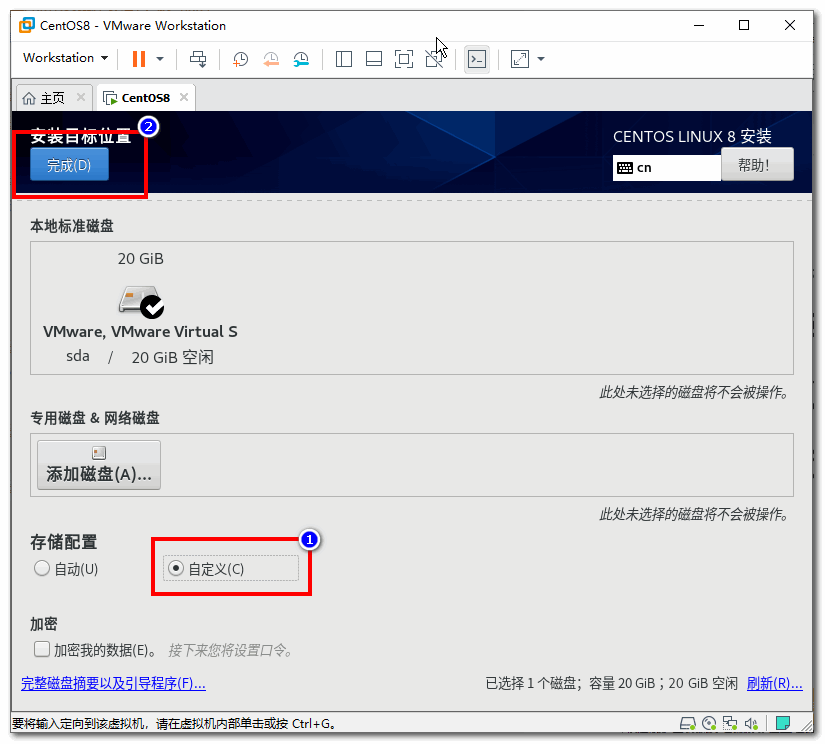 CentOS8 - VMware Workstation
Workstation
主页
CentOS8
安装目标位置
2
CENTOS LINUX 8 安装
完成(D)
cn
帮助！
本地标准磁盘
20 GiB
VMware, VMware Virtual S
sda / 20 GiB 空闲
此处未选择的磁盘将不会被操作。
专用磁盘 & 网络磁盘
添加磁盘(A)...
此处未选择的磁盘将不会被操作。
存储配置
1
自动(U)
自定义(C)
加密
加密我的数据(E)。 接下来您将设置口令。
完整磁盘摘要以及引导程序(F)...
已选择 1 个磁盘；容量 20 GiB；20 GiB 空闲 刷新(R)...
要将输入定向到该虚拟机，请在虚拟机内部单击或按 Ctrl+G。